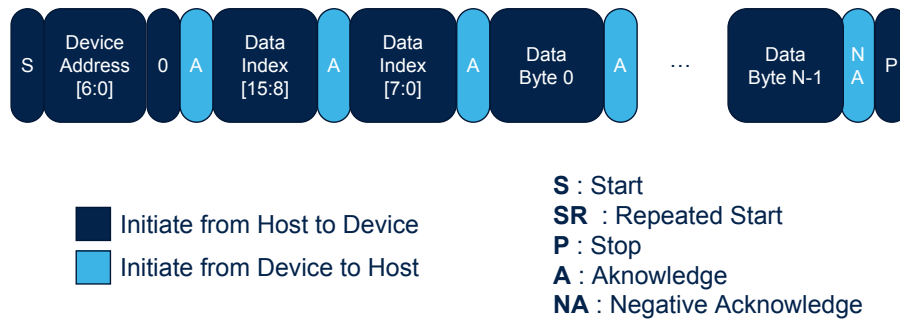 S Device Address [6:0] 0 A Data Index [15:8] A Data Index [7:0] A Data Byte 0 A ... Data Byte N-1 NA P
S : Start
SR : Repeated Start
Initiate from Host to Device
P : Stop
Initiate from Device to Host
A : Aknowledge
NA : Negative Acknowledge